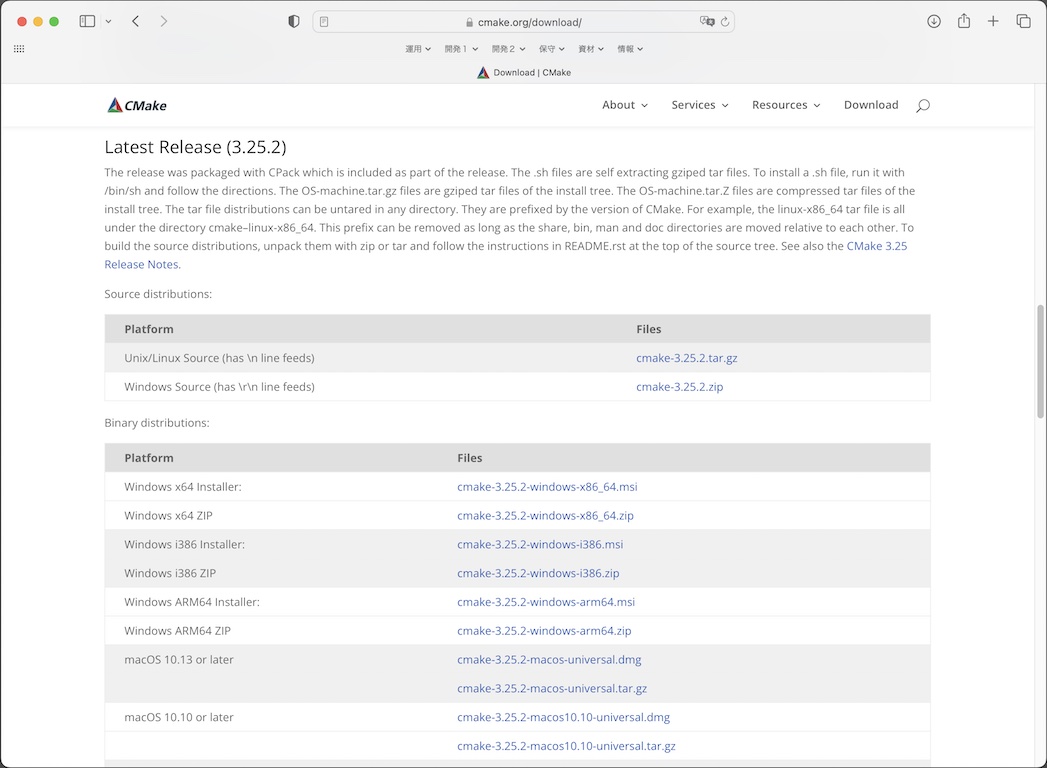 cmake.org/download/
運用
開発1
開発2
保守
資材
情報
Download | CMake
CMake
About
Services
Resources
Download
Latest Release (3.25.2)
The release was packaged with CPack which is included as part of the release. The .sh files are self extracting gziped tar files. To install a .sh file, run it with
/bin/sh and follow the directions. The OS-machine.tar.gz files are gziped tar files of the install tree. The OS-machine.tar.Z files are compressed tar files of the
install tree. The tar file distributions can be untared in any directory. They are prefixed by the version of CMake. For example, the linux-x86_64 tar file is all
under the directory cmake–linux-x86_64. This prefix can be removed as long as the share, bin, man and doc directories are moved relative to each other. To
build the source distributions, unpack them with zip or tar and follow the instructions in README.rst at the top of the source tree. See also the CMake 3.25
Release Notes.
Source distributions:
Platform Files
Unix/Linux Source (has \n line feeds) cmake-3.25.2.tar.gz
Windows Source (has \r\n line feeds) cmake-3.25.2.zip
Binary distributions:
Platform Files
Windows x64 Installer: cmake-3.25.2-windows-x86_64.msi
Windows x64 ZIP cmake-3.25.2-windows-x86_64.zip
Windows i386 Installer: cmake-3.25.2-windows-i386.msi
Windows i386 ZIP cmake-3.25.2-windows-i386.zip
Windows ARM64 Installer: cmake-3.25.2-windows-arm64.msi
Windows ARM64 ZIP cmake-3.25.2-windows-arm64.zip
macOS 10.13 or later cmake-3.25.2-macos-universal.dmg
cmake-3.25.2-macos-universal.tar.gz
macOS 10.10 or later cmake-3.25.2-macos10.10-universal.dmg
cmake-3.25.2-macos10.10-universal.tar.gz